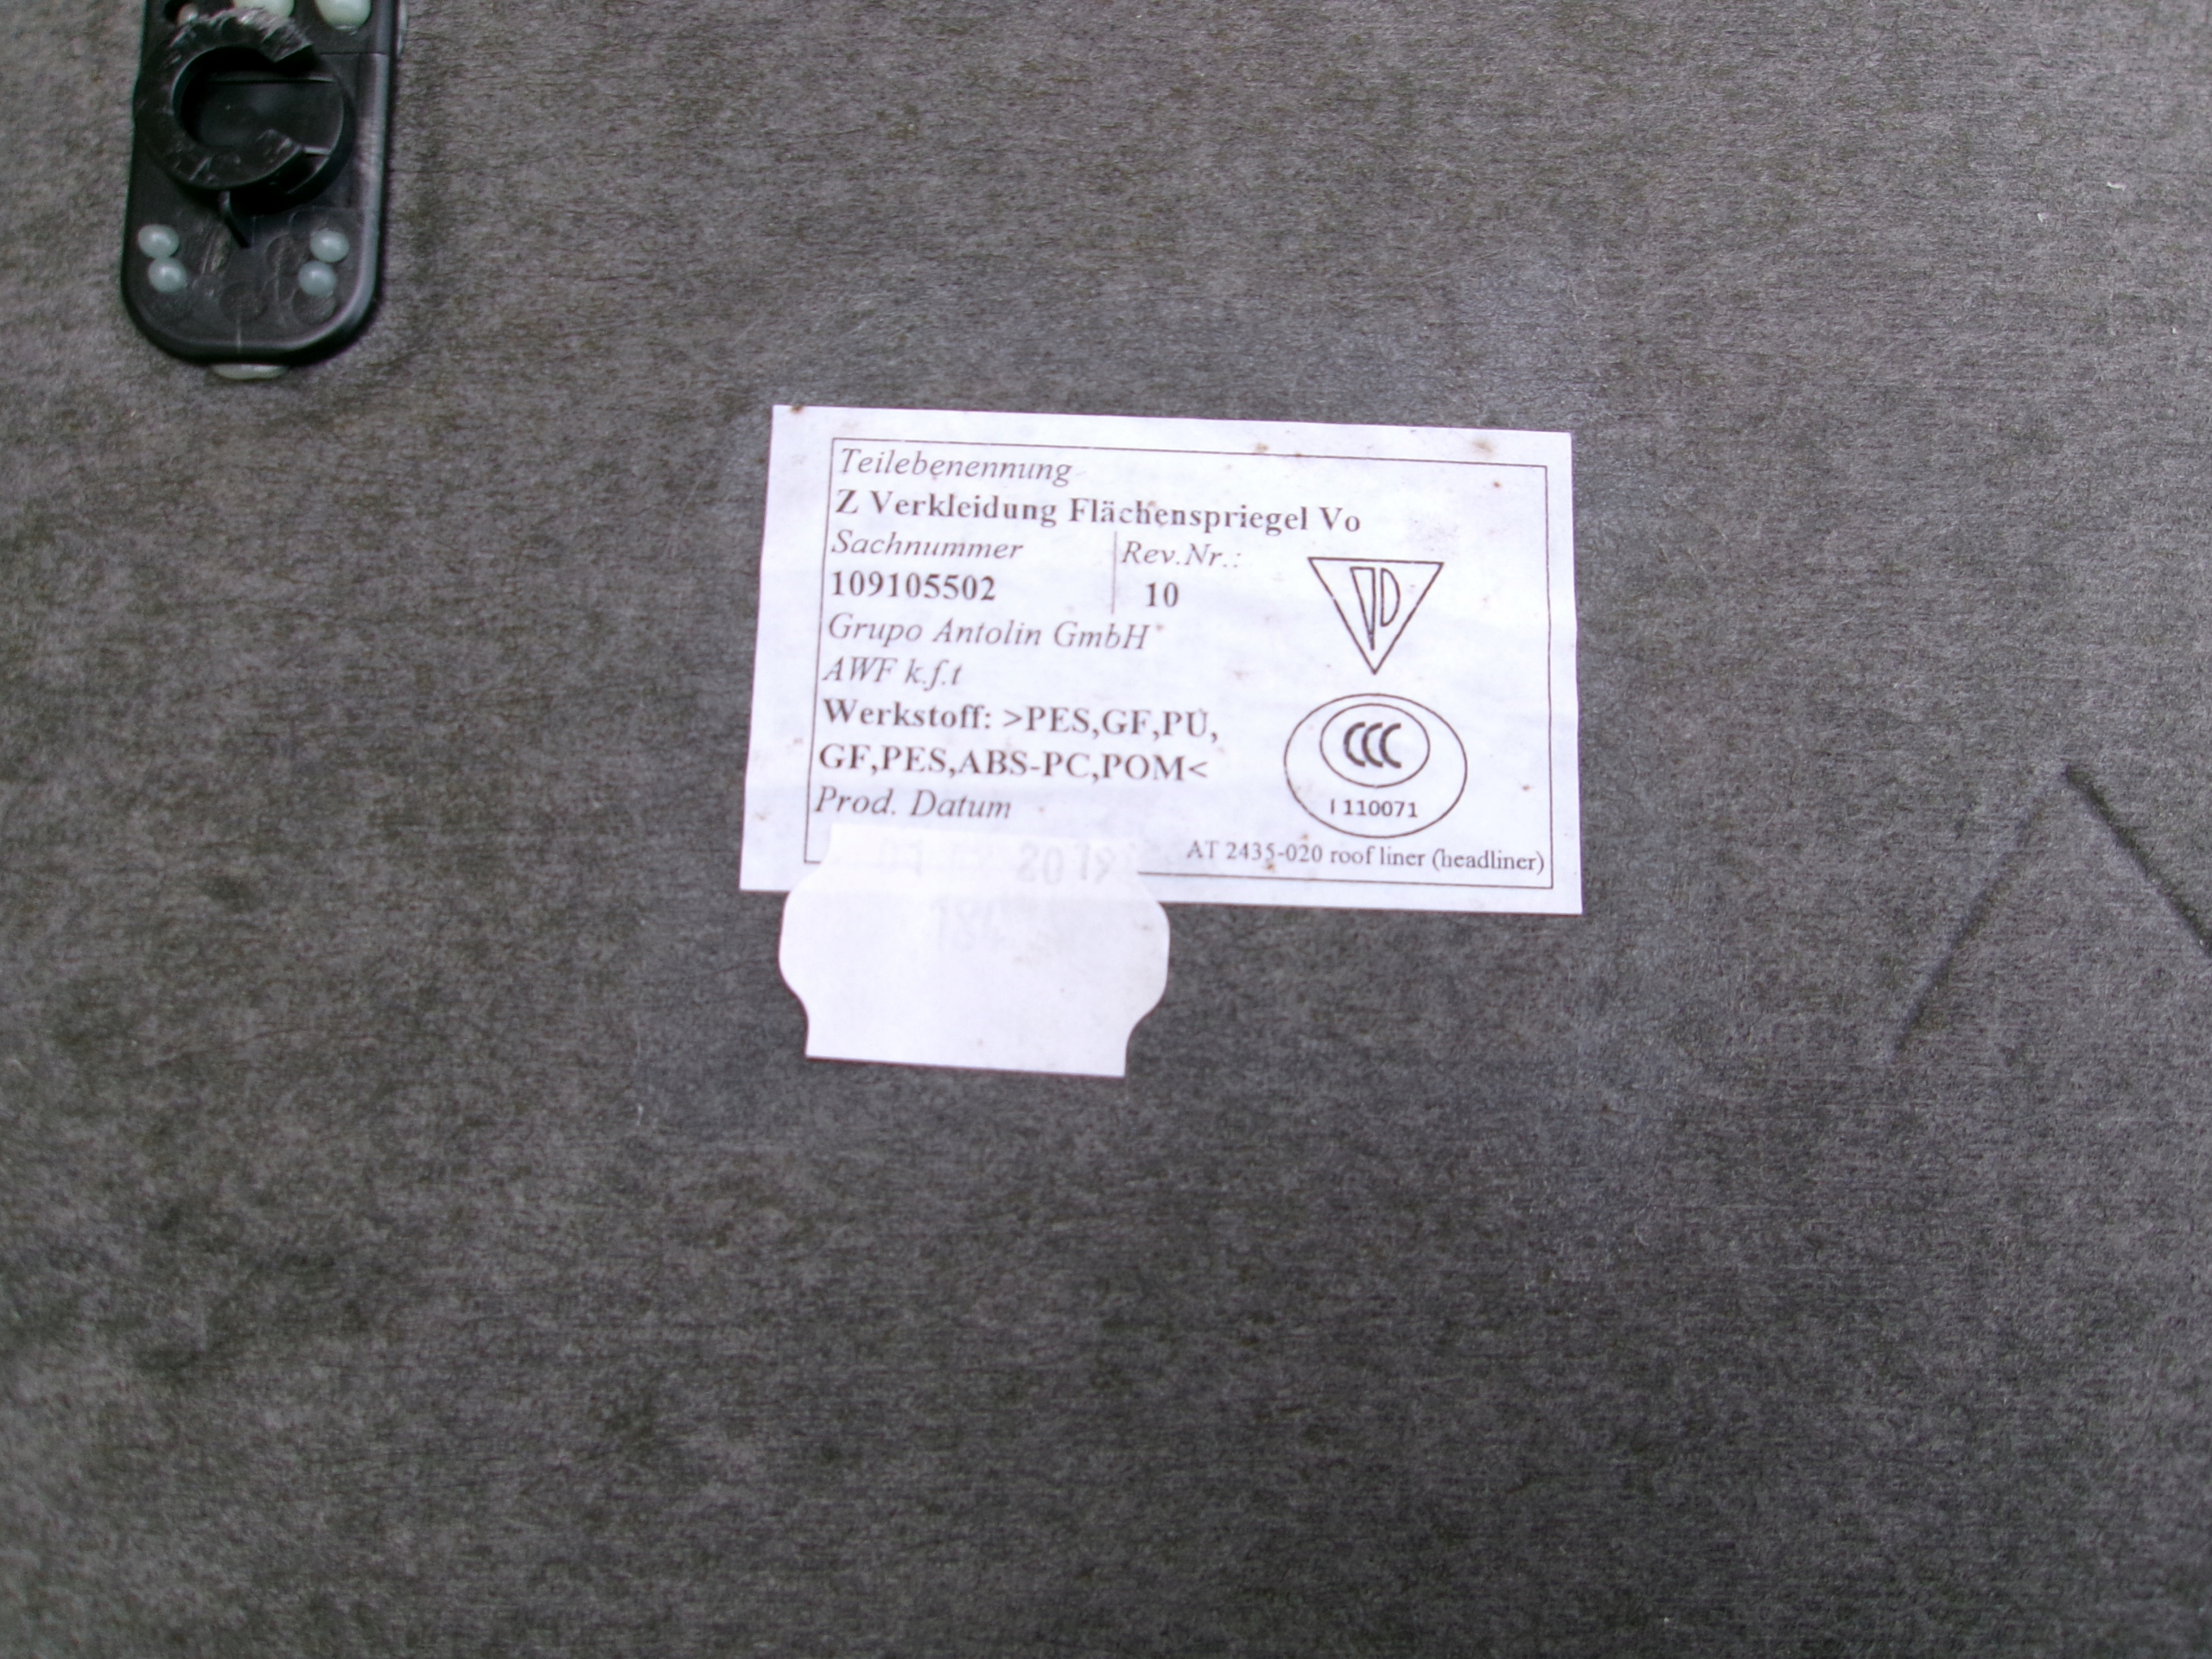 Teilebenennung
Z Verkleidung Flächenspriegel Vo
Sachnummer Rev.Nr.:
109105502 10
Grupo Antolin GmbH
AWF k.f.t
Werkstoff: >PES,GF,PU,
GF,PES,ABS-PC,POM<
Prod. Datum
CCC
I 110071
2019
AT 2435-020 roof liner (headliner)